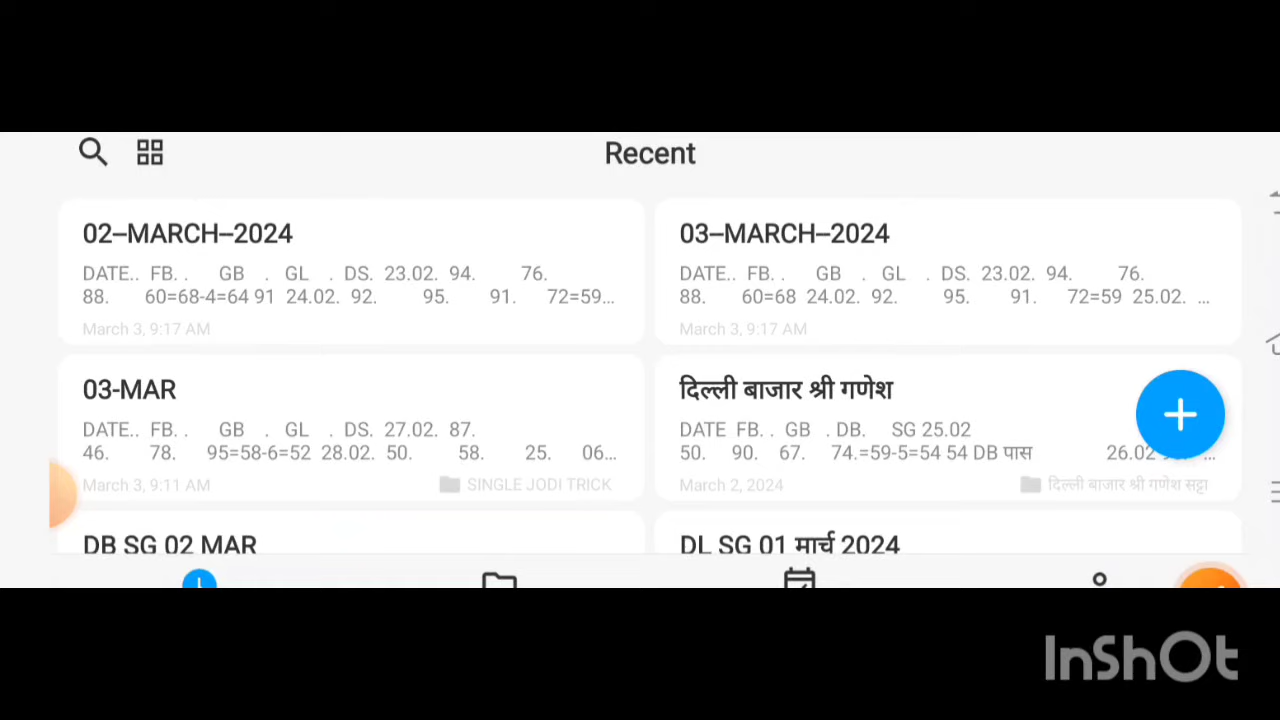 Recent
02–MARCH–2024
DATE.. FB. . GB . GL . DS. 23.02. 94. 76.
88. 60=68-4=64 91 24.02. 92. 95. 91. 72=59...
March 3, 9:17 AM
03–MARCH–2024
DATE.. FB. . GB . GL . DS. 23.02. 94. 76.
88. 60=68 24.02. 92. 95. 91. 72=59 25.02. ...
March 3, 9:17 AM
03-MAR
DATE.. FB. . GB . GL . DS. 27.02. 87.
46. 78. 95=58-6=52 28.02. 50. 58. 25. 06...
March 3, 9:11 AM SINGLE JODI TRICK
दिल्ली बाजार श्री गणेश
DATE FB. . GB . DB. SG 25.02
50. 90. 67. 74.=59-5=54 54 DB पास 26.02 ...
March 2, 2024 दिल्ली बाजार श्री गणेश सट्टा
DB SG 02 MAR
DL SG 01 मार्च 2024
InShOt